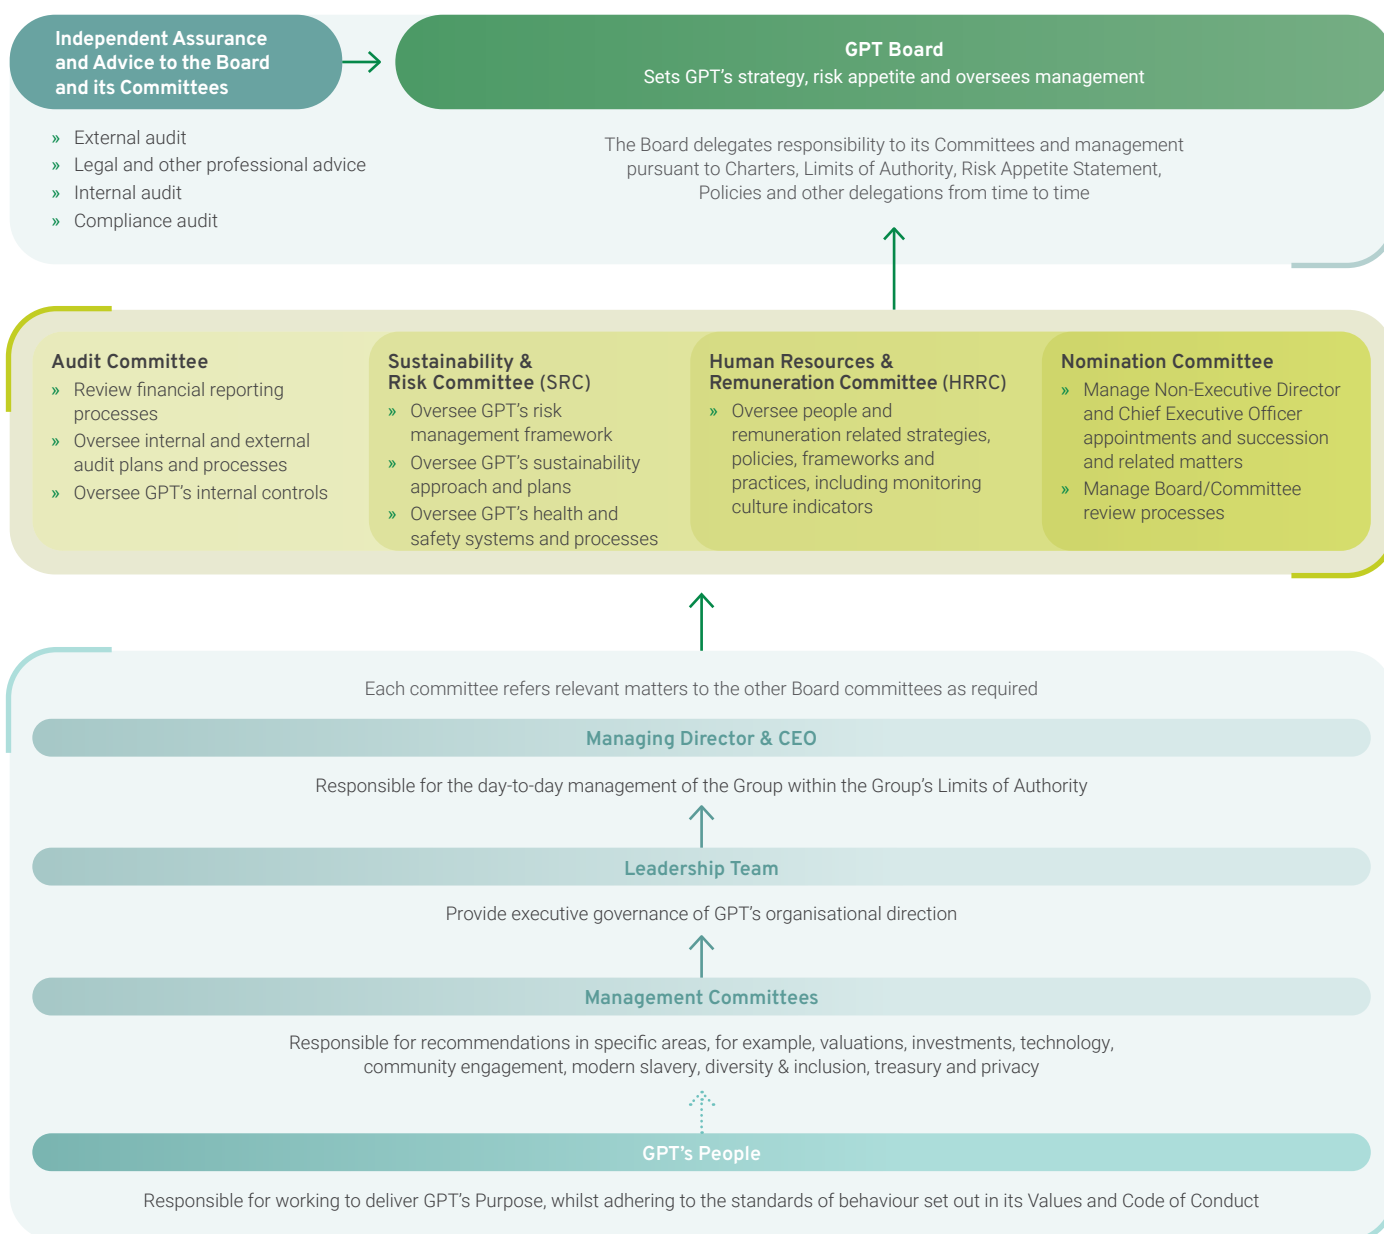 Independent Assurance
and Advice to the Board
and its Committees
» External audit
» Legal and other professional advice
» Internal audit
» Compliance audit
GPT Board
Sets GPT's strategy, risk appetite and oversees management
The Board delegates responsibility to its Committees and management
pursuant to Charters, Limits of Authority, Risk Appetite Statement,
Policies and other delegations from time to time
Audit Committee
» Review financial reporting
processes
» Oversee internal and external
audit plans and processes
» Oversee GPT's internal controls
Sustainability &
Risk Committee (SRC)
» Oversee GPT's risk
management framework
» Oversee GPT's sustainability
approach and plans
» Oversee GPT's health and
safety systems and processes
Human Resources &
Remuneration Committee (HRRC)
» Oversee people and
remuneration related strategies,
policies, frameworks and
practices, including monitoring
culture indicators
Nomination Committee
» Manage Non-Executive Director
and Chief Executive Officer
appointments and succession
and related matters
» Manage Board/Committee
review processes
Each committee refers relevant matters to the other Board committees as required
Managing Director & CEO
Responsible for the day-to-day management of the Group within the Group's Limits of Authority
Leadership Team
Provide executive governance of GPT's organisational direction
Management Committees
Responsible for recommendations in specific areas, for example, valuations, investments, technology,
community engagement, modern slavery, diversity & inclusion, treasury and privacy
GPT's People
Responsible for working to deliver GPT's Purpose, whilst adhering to the standards of behaviour set out in its Values and Code of Conduct